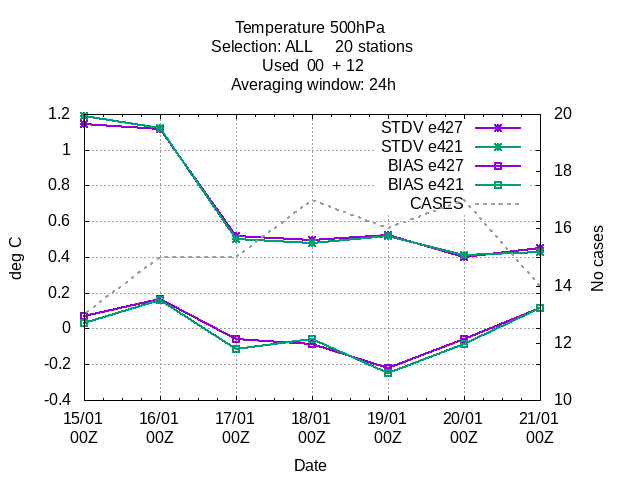 Temperature 500hPa
Selection: ALL 20 stations
Used 00 + 12
Averaging window: 24h
1.2
1
0.8
0.6
0.4
0.2
0
-0.2
-0.4
deg C
20
18
16
14
12
10
No cases
STDV e427
STDV e421
BIAS e427
BIAS e421
CASES
15/01 16/01 17/01 18/01 19/01 20/01 21/01
00Z 00Z 00Z 00Z 00Z 00Z 00Z
Date